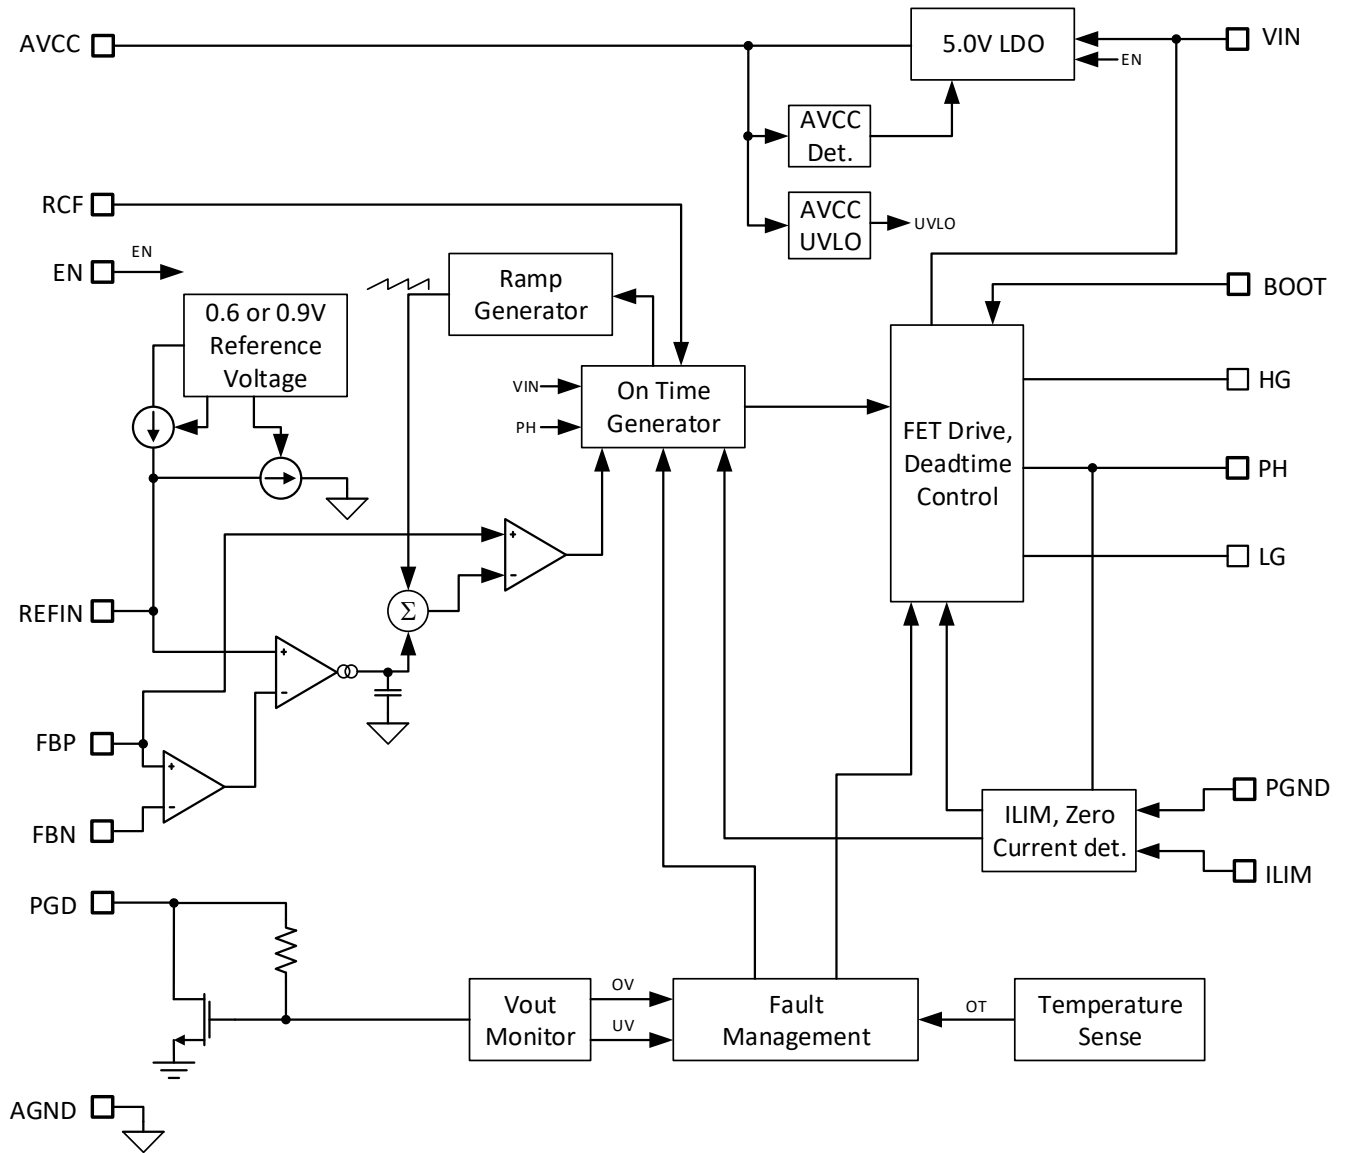 AVCC
5.0V LDO
VIN
EN
AVCC
Det.
RCF
AVCC
UVLO
UVLO
EN
EN
Ramp
Generator
BOOT
0.6 or 0.9V
Reference
Voltage
VIN
PH
On Time
Generator
HG
FET Drive,
Deadtime
Control
PH
+
-
LG
REFIN
Σ
+
-
FBP
+
-
FBN
PGND
ILIM, Zero
Current det.
ILIM
PGD
Vout
Monitor
OV
UV
Fault
Management
OT
Temperature
Sense
AGND